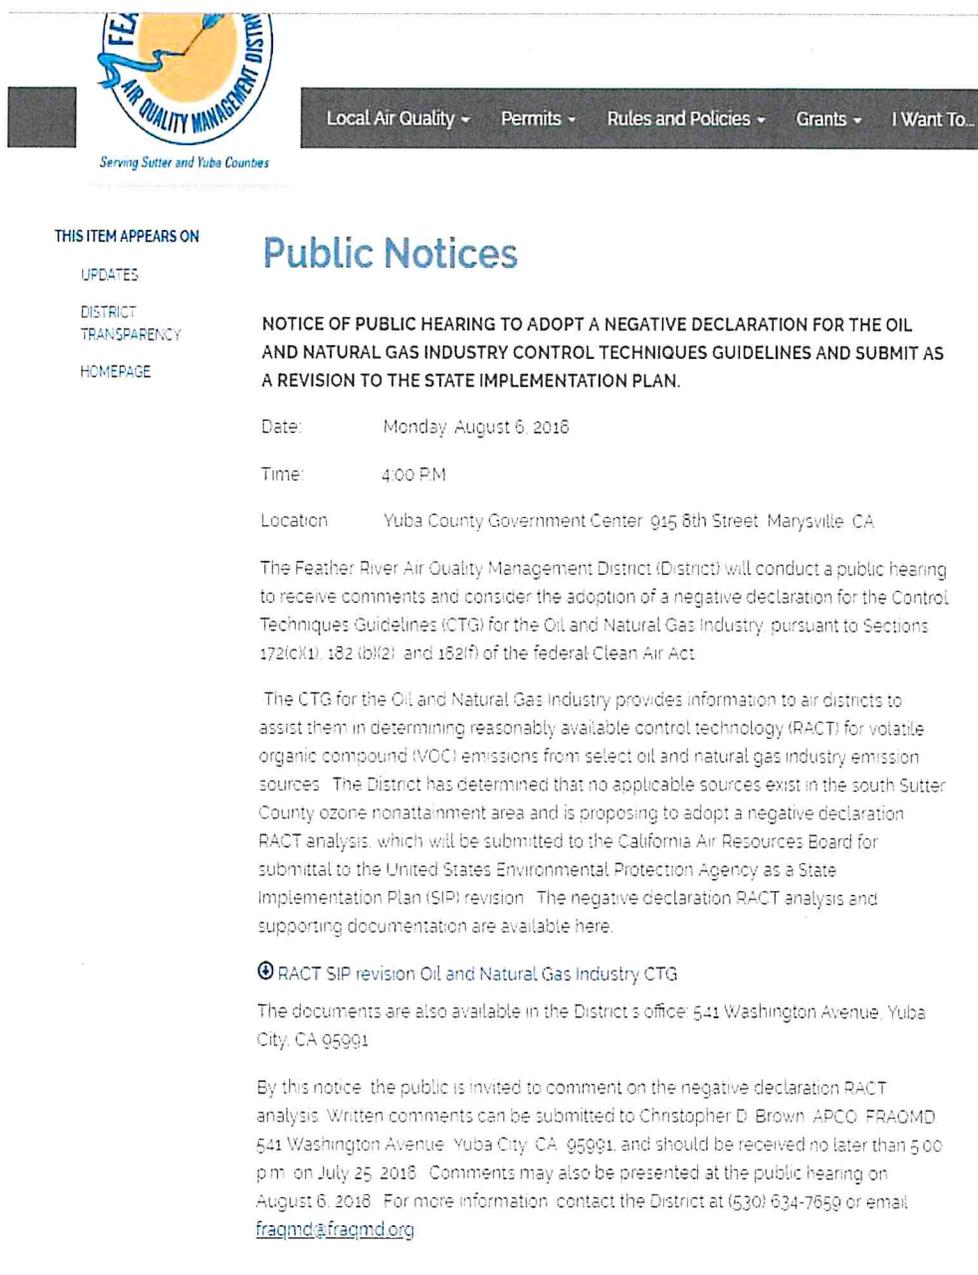 FEA
AIR QUALITY MANAGEMENT DISTRI
Serving Sutter and Yuba Counties
Local Air Quality
Permits
Rules and Policies
Grants
I Want To...
THIS ITEM APPEARS ON
UPDATES
DISTRICT
TRANSPARENCY
HOMEPAGE
Public Notices
NOTICE OF PUBLIC HEARING TO ADOPT A NEGATIVE DECLARATION FOR THE OIL
AND NATURAL GAS INDUSTRY CONTROL TECHNIQUES GUIDELINES AND SUBMIT AS
A REVISION TO THE STATE IMPLEMENTATION PLAN.
Date: Monday August 6, 2018
Time: 4:00 P.M
Location Yuba County Government Center 915 8th Street Marysville CA
The Feather River Air Quality Management District (District) will conduct a public hearing
to receive comments and consider the adoption of a negative declaration for the Control
Techniques Guidelines (CTG) for the Oil and Natural Gas Industry, pursuant to Sections
172(c)(1), 182 (b)(2), and 182(f) of the federal Clean Air Act
The CTG for the Oil and Natural Gas Industry provides information to air districts to
assist them in determining reasonably available control technology (RACT) for volatile
organic compound (VOC) emissions from select oil and natural gas industry emission
sources The District has determined that no applicable sources exist in the south Sutter
County ozone nonattainment area and is proposing to adopt a negative declaration
RACT analysis, which will be submitted to the California Air Resources Board for
submittal to the United States Environmental Protection Agency as a State
Implementation Plan (SIP) revision The negative declaration RACT analysis and
supporting documentation are available here.
RACT SIP revision Oil and Natural Gas Industry CTG
The documents are also available in the District s office: 541 Washington Avenue, Yuba
City, CA 95991
By this notice the public is invited to comment on the negative declaration RACT
analysis Written comments can be submitted to Christopher D. Brown APCO FRAQMD
541 Washington Avenue Yuba City CA 95991, and should be received no later than 5:00
p.m on July 25, 2018 Comments may also be presented at the public hearing on
August 6, 2018 For more information contact the District at (530) 634-7659 or email
fraqmd@fraqmd.org